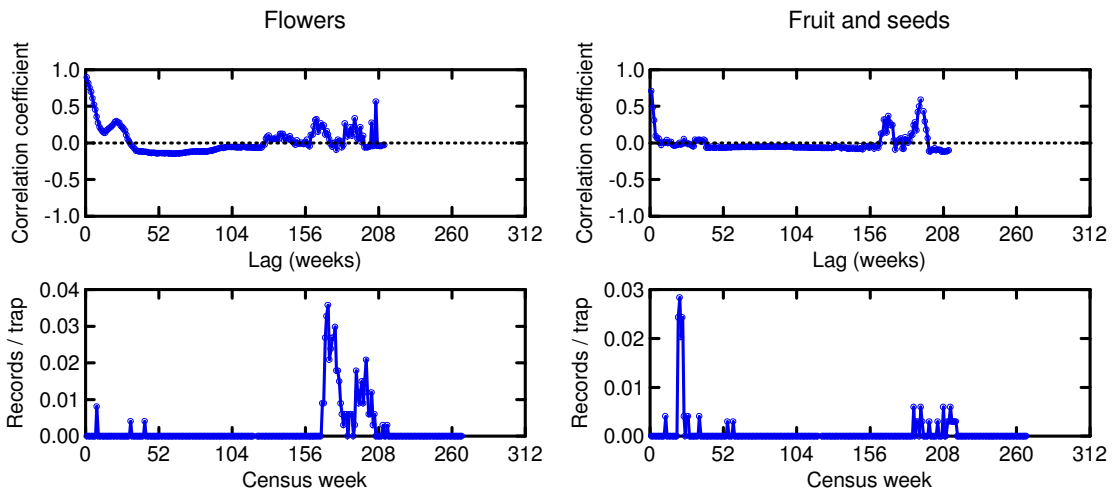 Flowers
Fruit and seeds
Correlation coefficient
1.0
0.5
0.0
-0.5
-1.0
0 52 104 156 208 260 312
Lag (weeks)
Correlation coefficient
1.0
0.5
0.0
-0.5
-1.0
0 52 104 156 208 260 312
Lag (weeks)
Records / trap
0.04
0.03
0.02
0.01
0.00
0 52 104 156 208 260 312
Census week
Records / trap
0.03
0.02
0.01
0.00
0 52 104 156 208 260 312
Census week